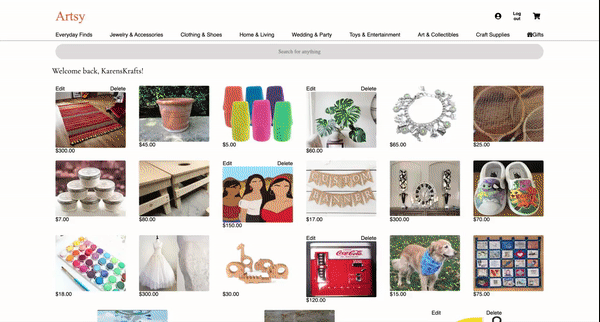 Artsy
Log out
Everyday Finds Jewelry & Accessories Clothing & Shoes Home & Living Wedding & Party Toys & Entertainment Art & Collectibles Craft Supplies Gifts
Search for anything
Welcome back, KarensKrafts!
Edit Delete Edit Delete
$300.00 $45.00 $5.00 $60.00 $65.00 $25.00
Edit Delete
CUSTOM
BANNER
$7.00 $80.00 $150.00 $17.00 $300.00 $70.00
Edit Delete
Coca-Cola
$18.00 $300.00 $30.00 $120.00 $15.00 $75.00
Edit Delete